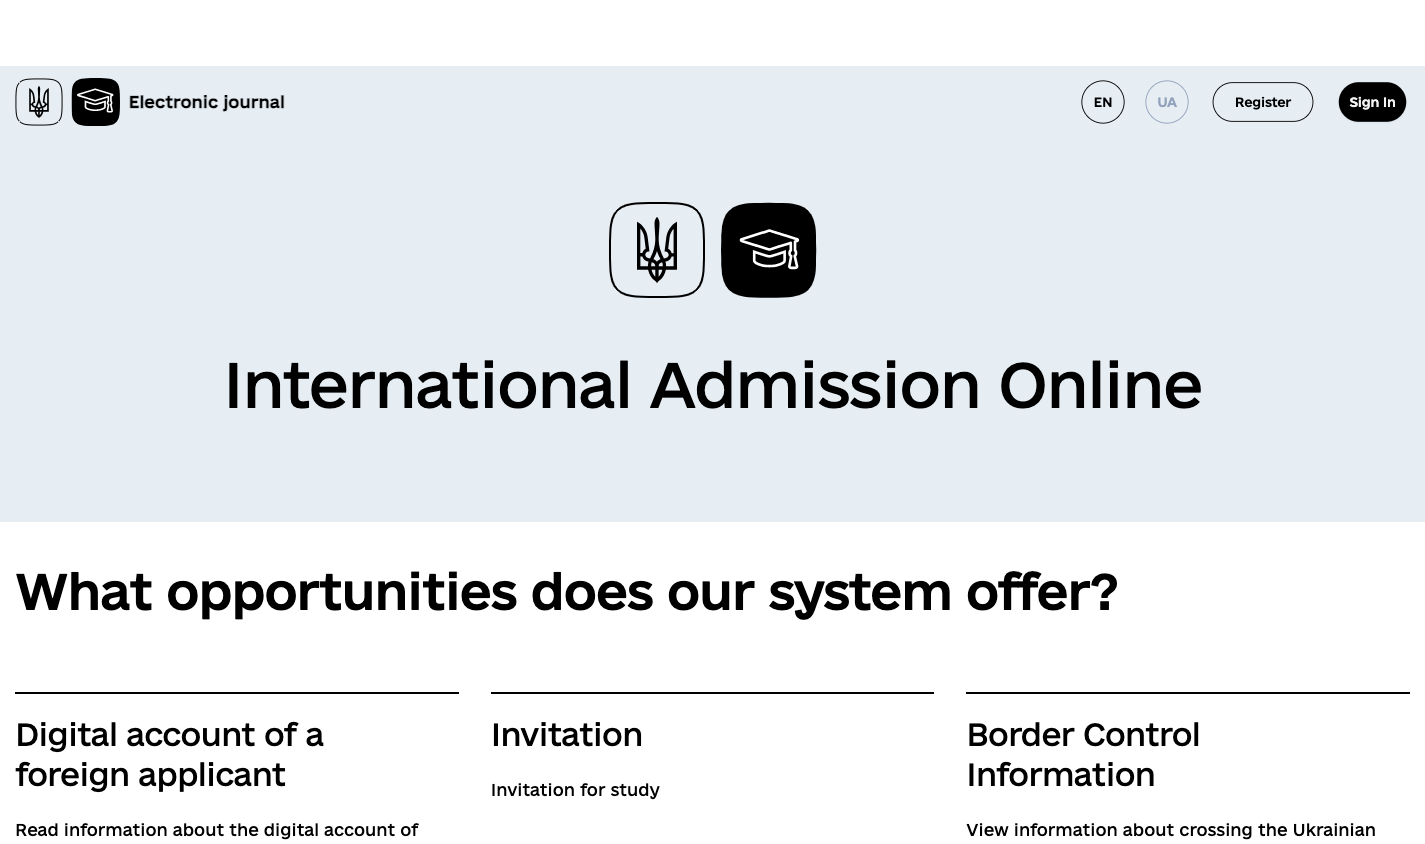 Electronic journal
EN
UA
Register
Sign In
International Admission Online
What opportunities does our system offer?
Digital account of a
foreign applicant
Read information about the digital account of
Invitation
Invitation for study
Border Control
Information
View information about crossing the Ukrainian